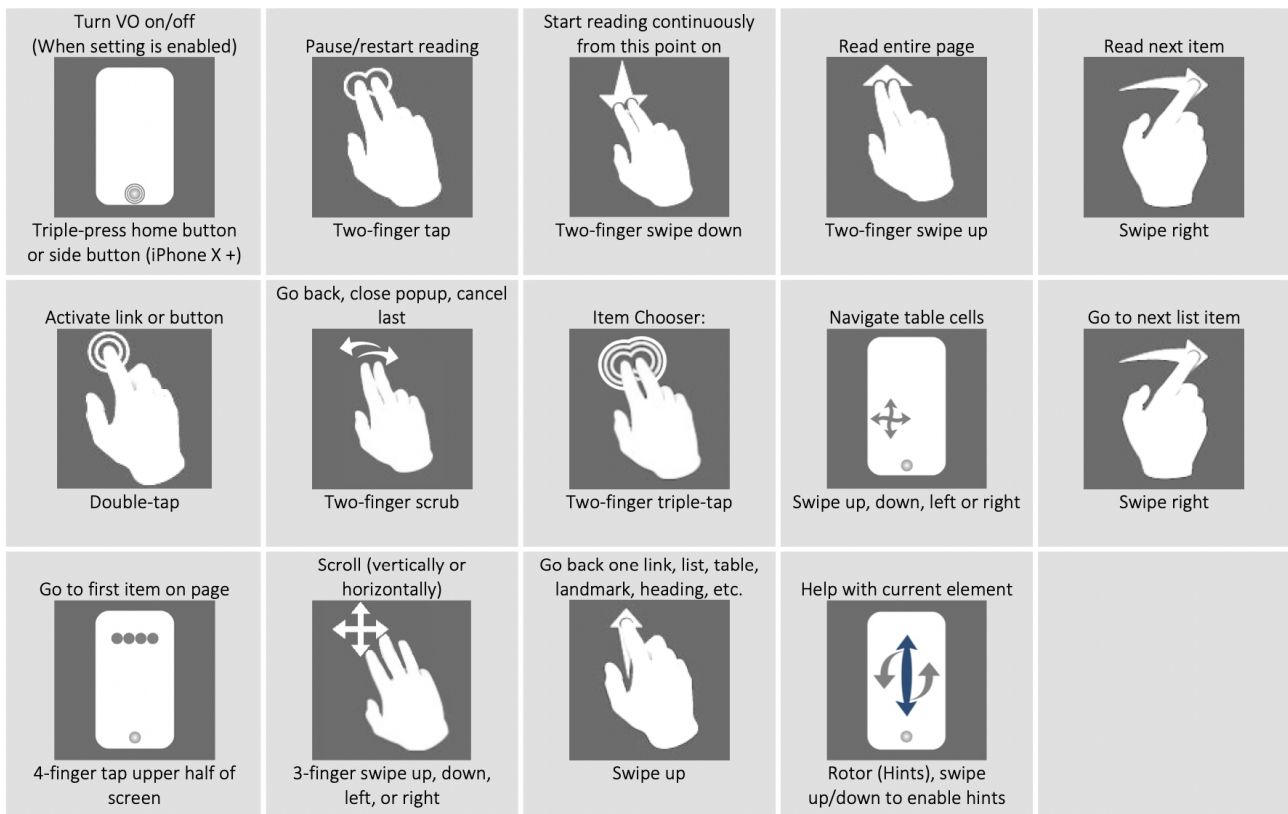 Turn VO on/off
(When setting is enabled)
Triple-press home button
or side button (iPhone X +)
Pause/restart reading
Two-finger tap
Start reading continuously
from this point on
Two-finger swipe down
Read entire page
Two-finger swipe up
Read next item
Swipe right
Activate link or button
Double-tap
Go back, close popup, cancel
last
Two-finger scrub
Item Chooser:
Two-finger triple-tap
Navigate table cells
Swipe up, down, left or right
Go to next list item
Swipe right
Go to first item on page
4-finger tap upper half of
screen
Scroll (vertically or
horizontally)
3-finger swipe up, down,
left, or right
Go back one link, list, table,
landmark, heading, etc.
Swipe up
Help with current element
Rotor (Hints), swipe
up/down to enable hints